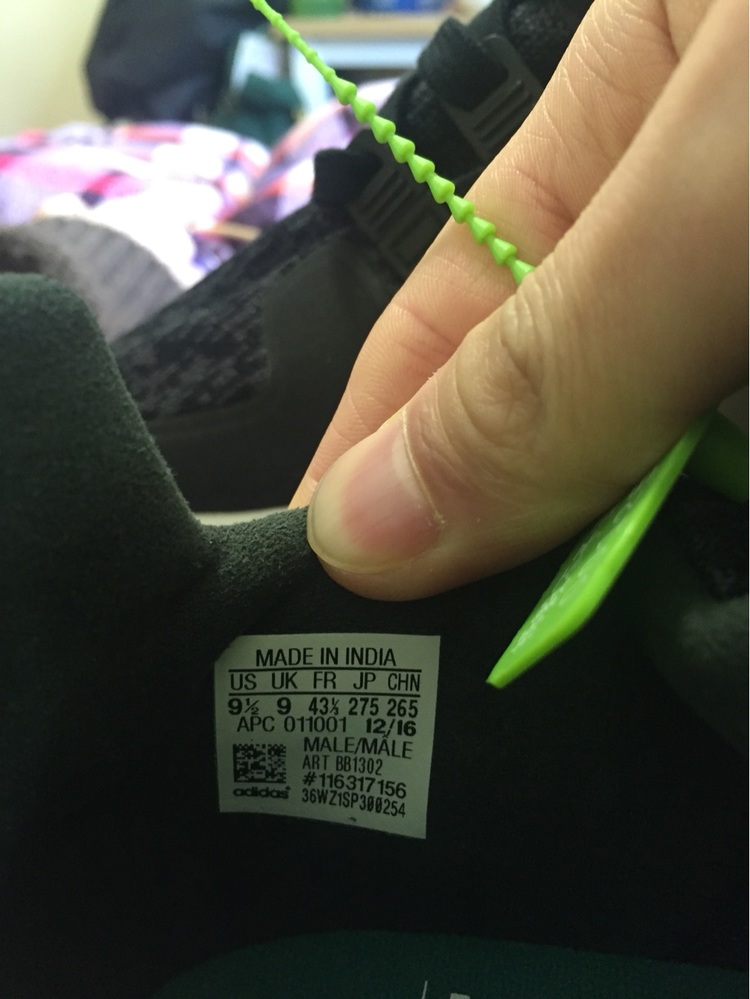 MADE IN INDIA
US UK FR JP CHN
9½ 9 43⅓ 275 265
APC 011001 12/16
MALE/MÂLE
ART BB1302
#116317156
adidas 36WZ1SP300254